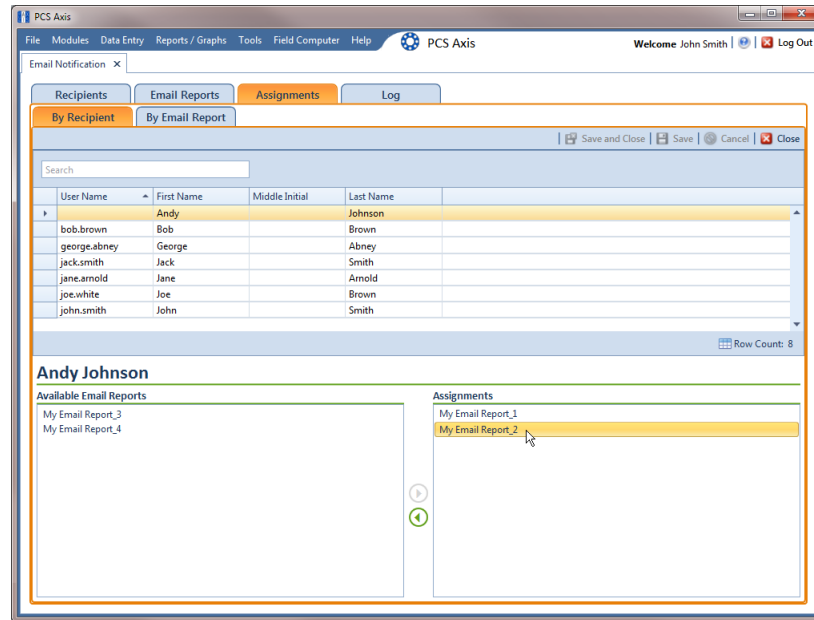 PCS Axis
File Modules Data Entry Reports / Graphs Tools Field Computer Help PCS Axis Welcome John Smith | | Log Out
Email Notification ✕
Recipients Email Reports Assignments Log
By Recipient By Email Report
| Save and Close | Save | Cancel | Close
Search
User Name First Name Middle Initial Last Name
Andy Johnson
bob.brown Bob Brown
george.abney George Abney
jack.smith Jack Smith
jane.arnold Jane Arnold
joe.white Joe Brown
john.smith John Smith
Row Count: 8
Andy Johnson
Available Email Reports Assignments
My Email Report_3 My Email Report_1
My Email Report_4 My Email Report_2